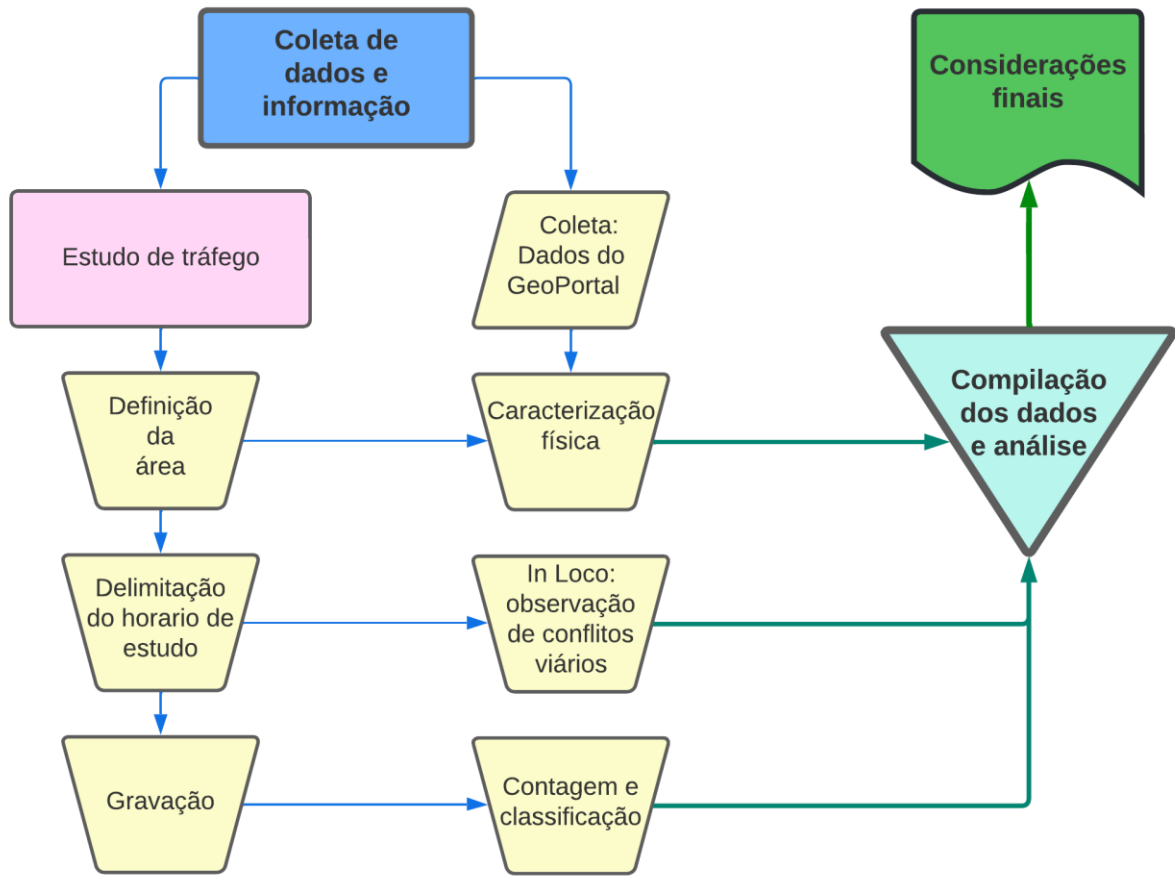 Coleta de
dados e
informação
Considerações
finais
Estudo de tráfego
Coleta:
Dados do
GeoPortal
Definição
da
área
Caracterização
física
Compilação
dos dados
e análise
Delimitação
do horario de
estudo
In Loco:
observação
de conflitos
viários
Gravação
Contagem e
classificação